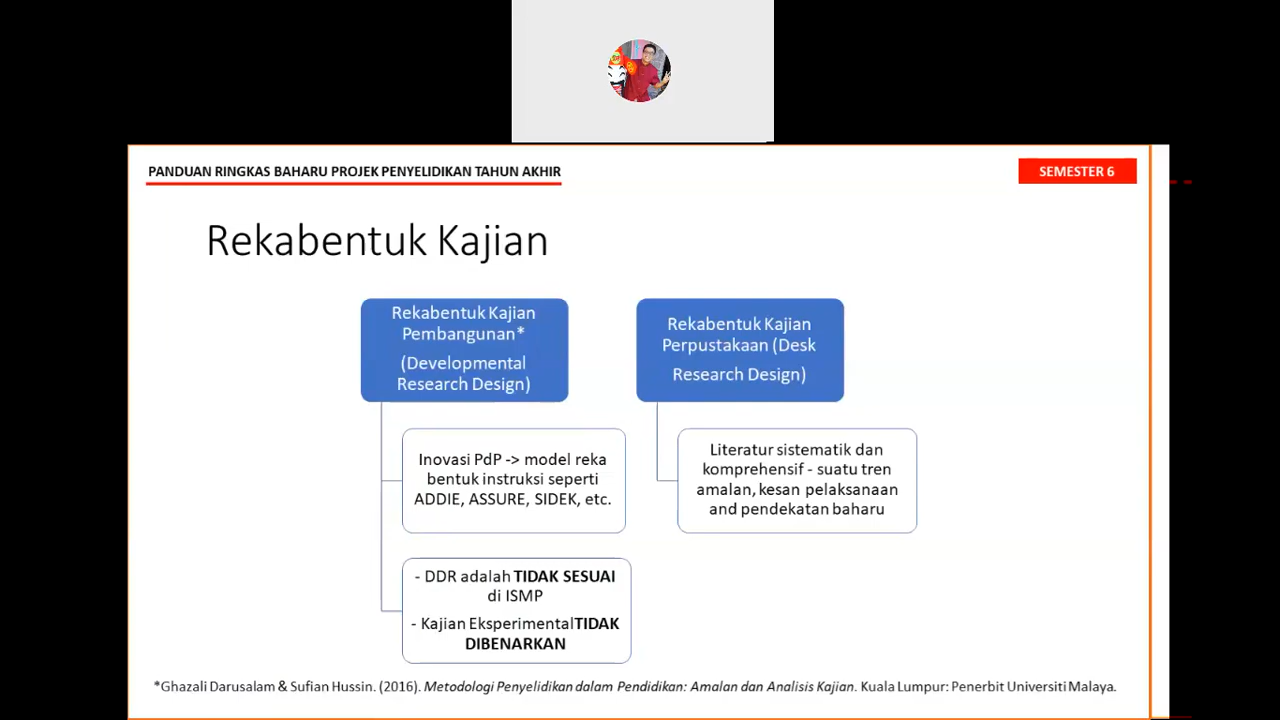 PANDUAN RINGKAS BAHARU PROJEK PENYELIDIKAN TAHUN AKHIR
SEMESTER 6
Rekabentuk Kajian
Rekabentuk Kajian
Pembangunan*
(Developmental
Research Design)
Rekabentuk Kajian
Perpustakaan (Desk
Research Design)
Inovasi PdP -> model reka
bentuk instruksi seperti
ADDIE, ASSURE, SIDEK, etc.
Literatur sistematik dan
komprehensif - suatu tren
amalan, kesan pelaksanaan
and pendekatan baharu
- DDR adalah TIDAK SESUAI
di ISMP
- Kajian EksperimentalTIDAK
DIBENARKAN
*Ghazali Darusalam & Sufian Hussin. (2016). Metodologi Penyelidikan dalam Pendidikan: Amalan dan Analisis Kajian. Kuala Lumpur: Penerbit Universiti Malaya.